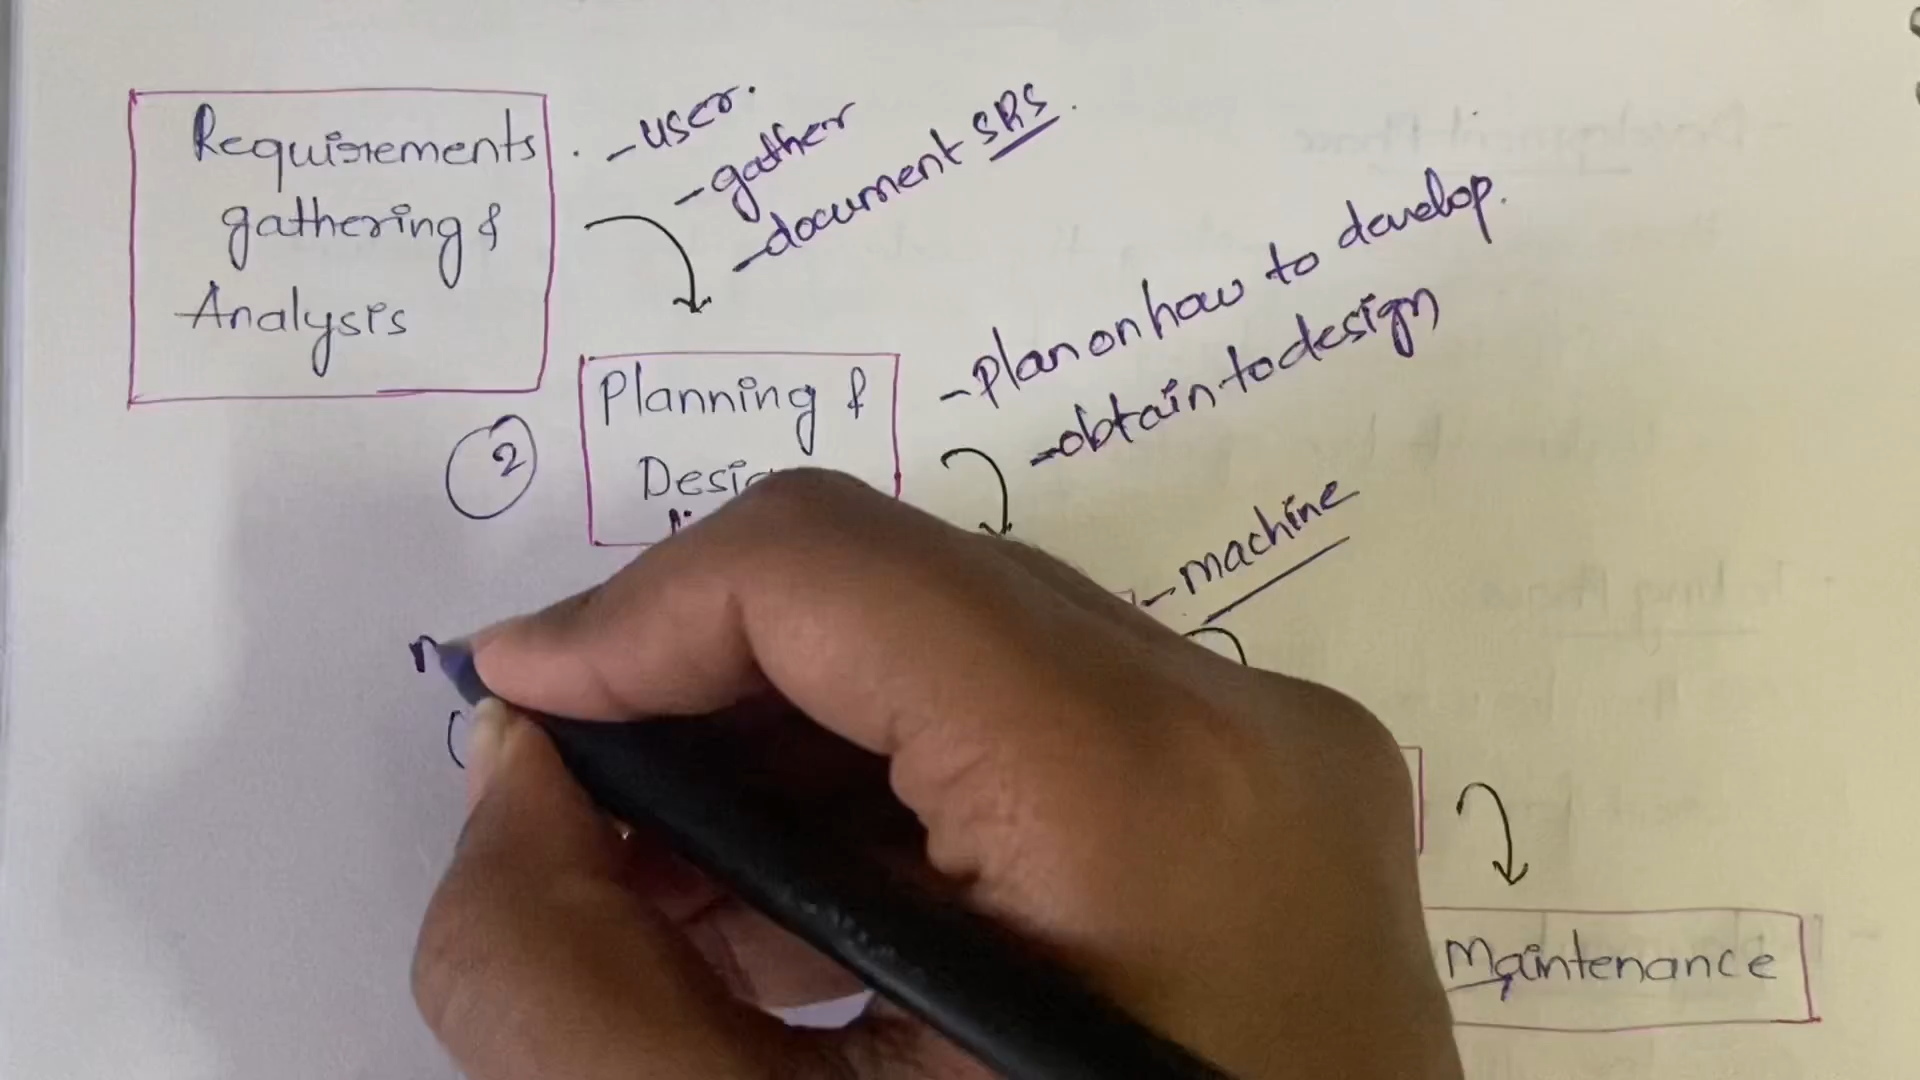 Requirements
gathering &
Analysis
- user.
- gather
- document SRS.
②
Planning &
- plan on how to develop.
- obtain to design
- machine
Maintenance